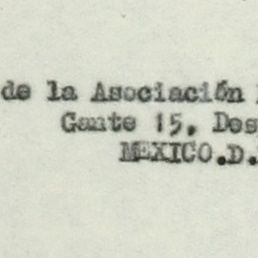 de la Asociación
Gante 15. Des
MEXICO.D.